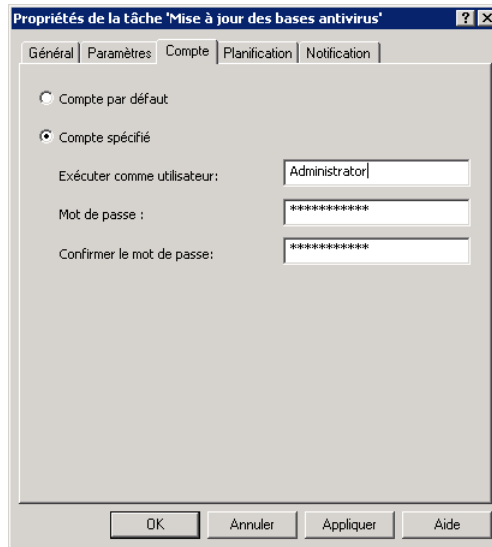 Propriétés de la tâche 'Mise à jour des bases antivirus'
Général Paramètres Compte Planification Notification
Compte par défaut
Compte spécifié
Exécuter comme utilisateur: Administrator
Mot de passe : ***********
Confirmer le mot de passe: ***********
OK Annuler Appliquer Aide